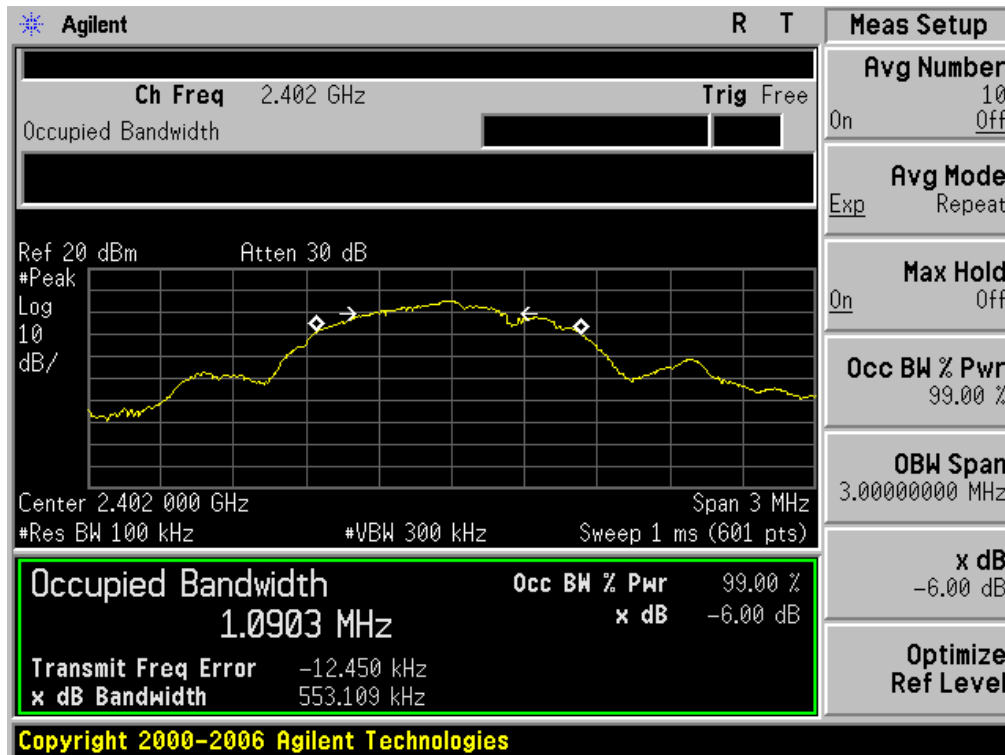 Agilent R T
Ch Freq 2.402 GHz Trig Free
Occupied Bandwidth
Ref 20 dBm Atten 30 dB
#Peak
Log
10
dB/
Center 2.402 000 GHz Span 3 MHz
#Res BW 100 kHz #VBW 300 kHz Sweep 1 ms (601 pts)
Occupied Bandwidth
1.0903 MHz
Occ BW % Pwr 99.00 %
x dB -6.00 dB
Transmit Freq Error -12.450 kHz
x dB Bandwidth 553.109 kHz
Copyright 2000-2006 Agilent Technologies
Meas Setup
Avg Number
10
On Off
Avg Mode
Exp Repeat
Max Hold
On Off
Occ BW % Pwr
99.00 %
OBW Span
3.00000000 MHz
x dB
-6.00 dB
Optimize
Ref Level